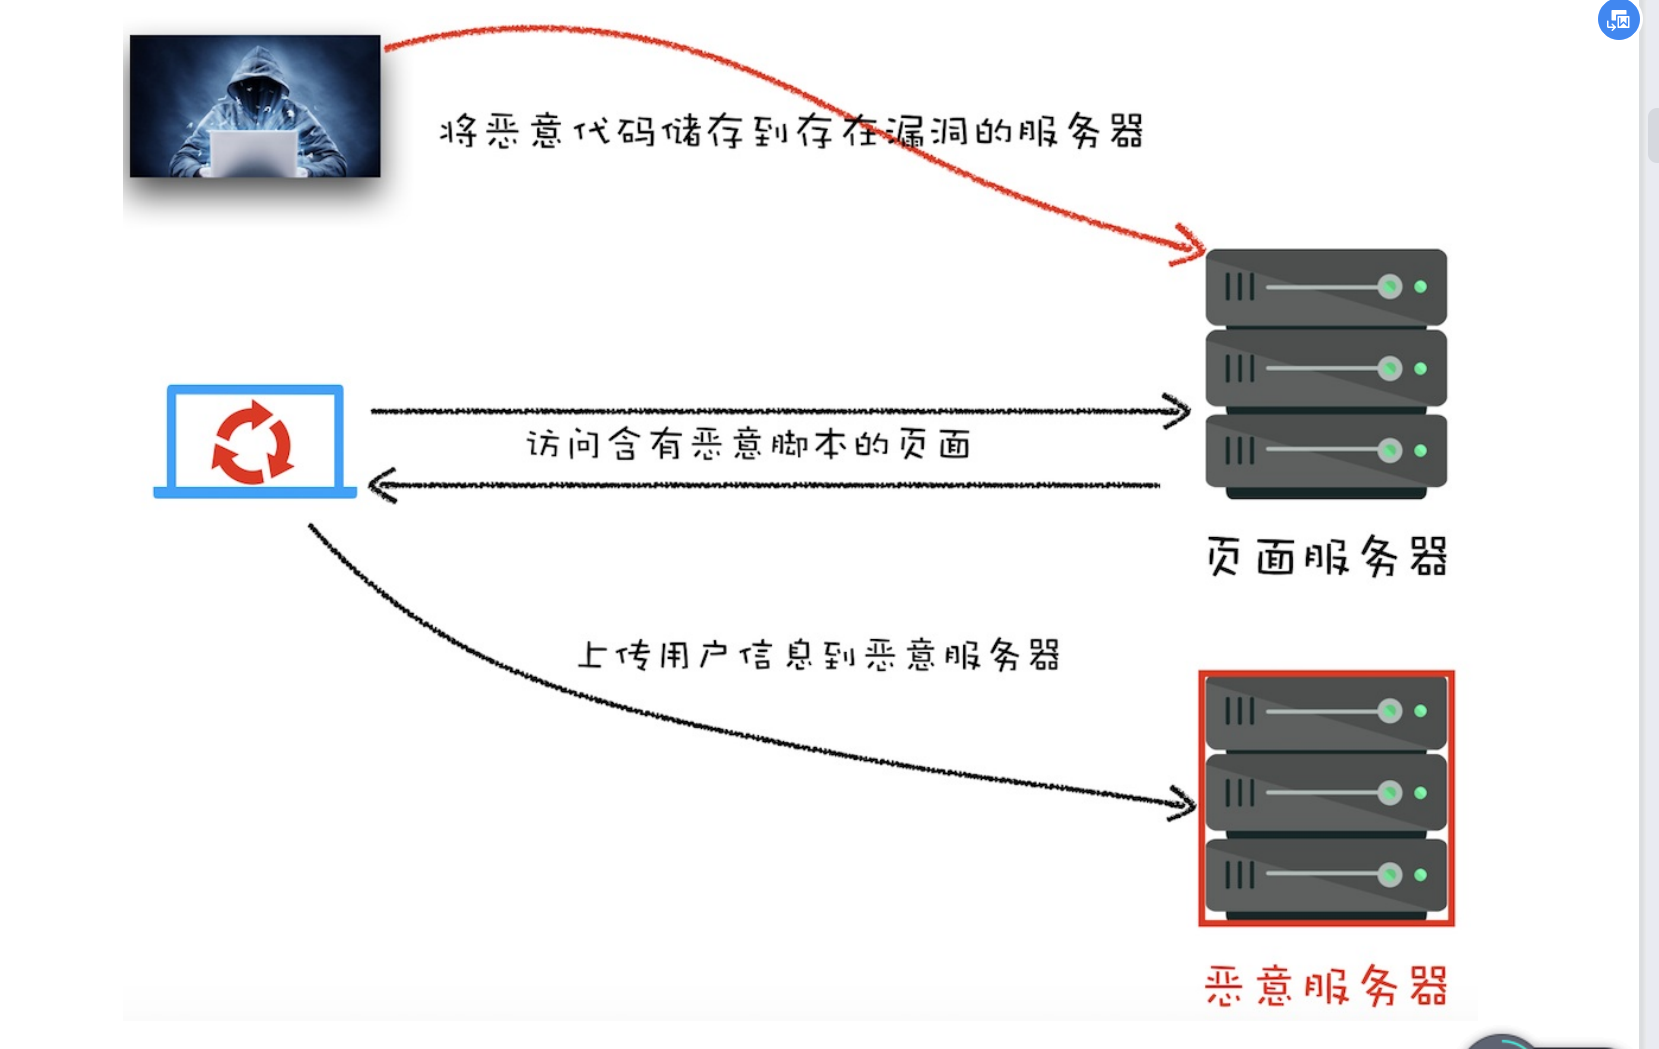 将恶意代码储存到存在漏洞的服务器
访问含有恶意脚本的页面
页面服务器
上传用户信息到恶意服务器
恶意服务器